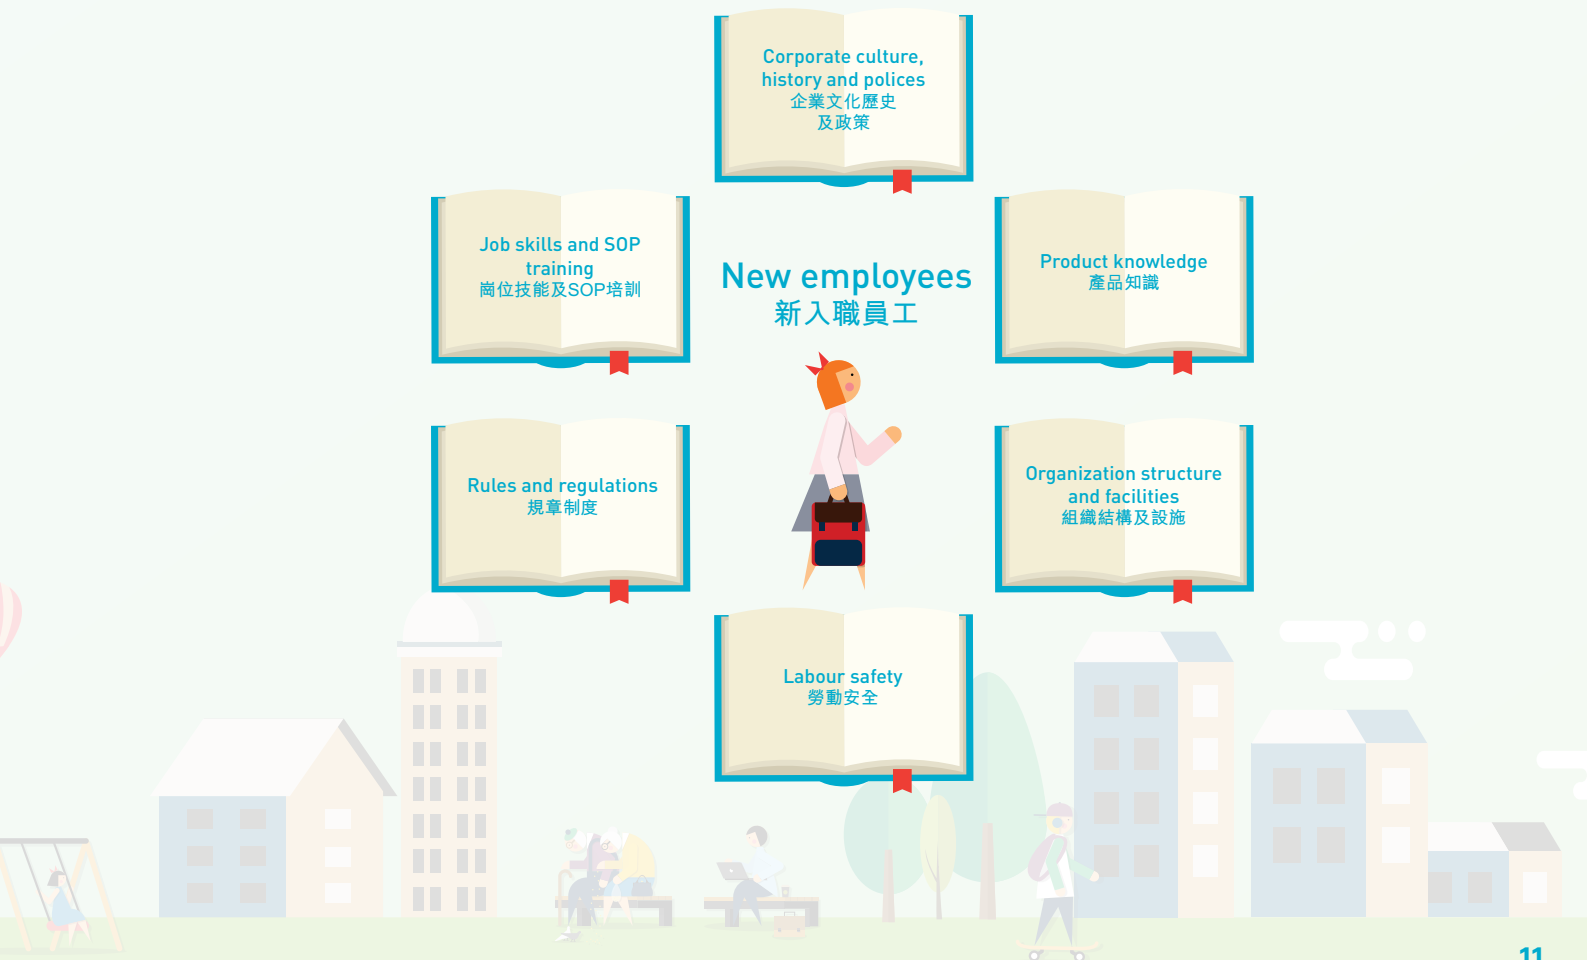 Corporate culture,
history and polices
企業文化歷史
及政策
Job skills and SOP
training
崗位技能及SOP培訓
New employees
新入職員工
Product knowledge
產品知識
Rules and regulations
規章制度
Organization structure
and facilities
組織結構及設施
Labour safety
勞動安全
11